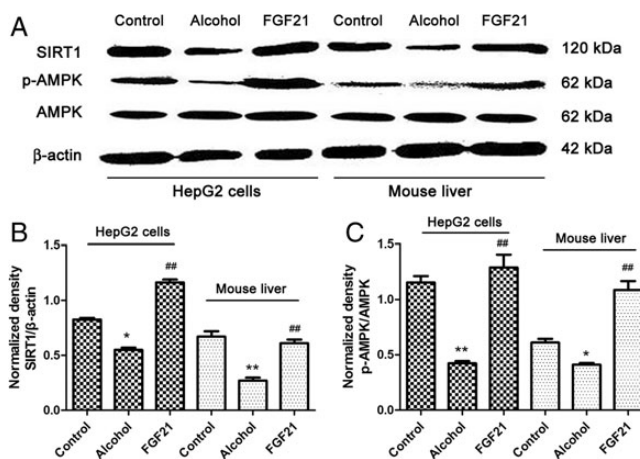 A
Control Alcohol FGF21 Control Alcohol FGF21
SIRT1 120 kDa
p-AMPK 62 kDa
AMPK 62 kDa
β-actin 42 kDa
HepG2 cells Mouse liver
B
Normalized density
SIRT1/β-actin
1.5
1.0
0.5
0.0
HepG2 cells
Mouse liver
* ## ** ##
Control Alcohol FGF21 Control Alcohol FGF21
C
Normalized density
p-AMPK/AMPK
1.5
1.0
0.5
0.0
HepG2 cells
Mouse liver
** ## * ##
Control Alcohol FGF21 Control Alcohol FGF21